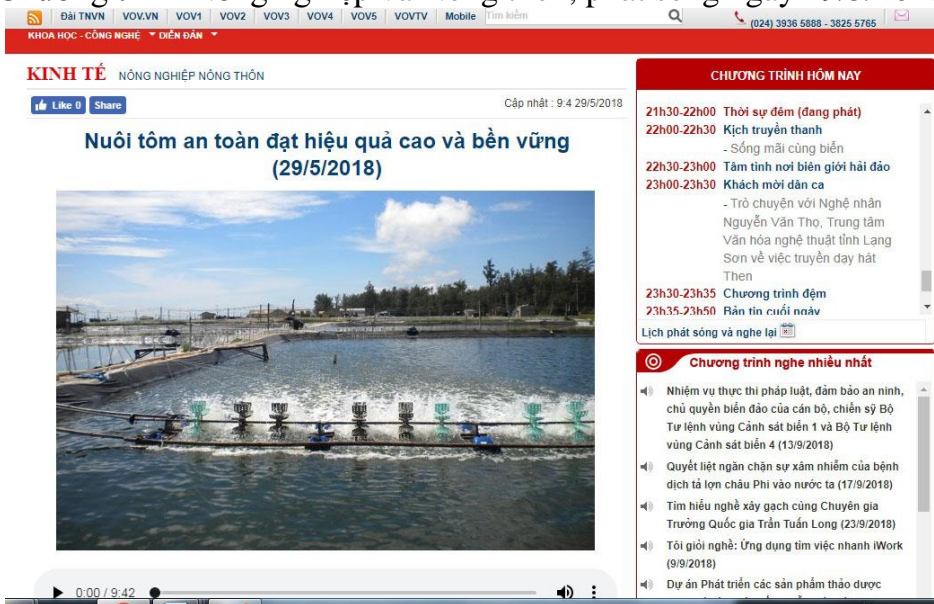 Đài TNVN VOV.VN VOV1 VOV2 VOV3 VOV4 VOV5 VOVTV Mobile Tìm kiếm (024) 3936 5888 - 3825 5765
KHOA HỌC - CÔNG NGHỆ DIỄN ĐÀN
KINH TẾ NÔNG NGHIỆP NÔNG THÔN
Like 0 Share
Cập nhật : 9:4 29/5/2018
Nuôi tôm an toàn đạt hiệu quả cao và bền vững
(29/5/2018)
0:00 / 9:42
CHƯƠNG TRÌNH HÔM NAY
21h30-22h00 Thời sự đêm (đang phát)
22h00-22h30 Kịch truyền thanh
- Sống mãi cùng biển
22h30-23h00 Tâm tình nơi biên giới hải đảo
23h00-23h30 Khách mời dân ca
- Trò chuyện với Nghệ nhân
Nguyễn Văn Thọ, Trung tâm
Văn hóa nghệ thuật tỉnh Lạng
Sơn về việc truyền dạy hát
Then
23h30-23h35 Chương trình đệm
23h35-23h50 Bản tin cuối ngày
Lịch phát sóng và nghe lại
Chương trình nghe nhiều nhất
Nhiệm vụ thực thi pháp luật, đảm bảo an ninh,
chủ quyền biển đảo của cán bộ, chiến sỹ Bộ
Tư lệnh vùng Cảnh sát biển 1 và Bộ Tư lệnh
vùng Cảnh sát biển 4 (13/9/2018)
Quyết liệt ngăn chặn sự xâm nhiễm của bệnh
dịch tả lợn châu Phi vào nước ta (17/9/2018)
Tìm hiểu nghề xây gạch cùng Chuyên gia
Trưởng Quốc gia Trần Tuấn Long (23/9/2018)
Tôi giỏi nghề: Ứng dụng tìm việc nhanh iWork
(9/9/2018)
Dự án Phát triển các sản phẩm thảo dược